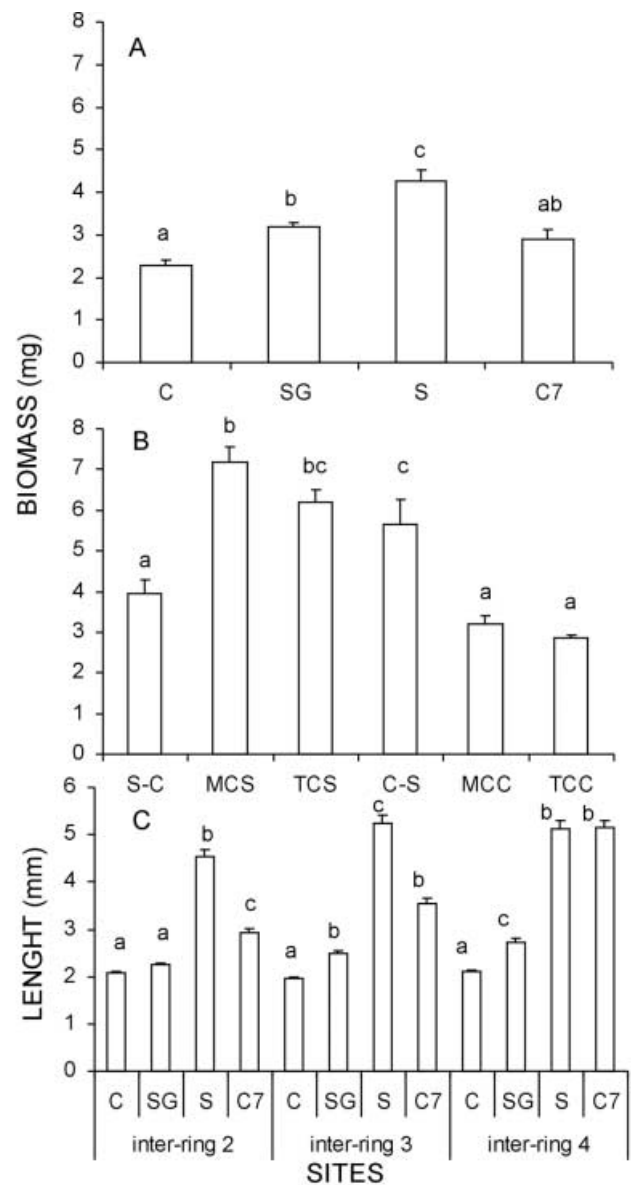 8
A
7
6
5
c
4
b
ab
3
a
2
1
0
C SG S C7
BIOMASS (mg)
8
B
b
7
bc
c
6
5
a
4
a
a
3
2
1
0
S-C MCS TCS C-S MCC TCC
6
C
c
b b
5
b
4
b
c
3
c
b
a a
a
a
2
1
0
LENGHT (mm)
C SG S C7 C SG S C7 C SG S C7
inter-ring 2 inter-ring 3 inter-ring 4
SITES